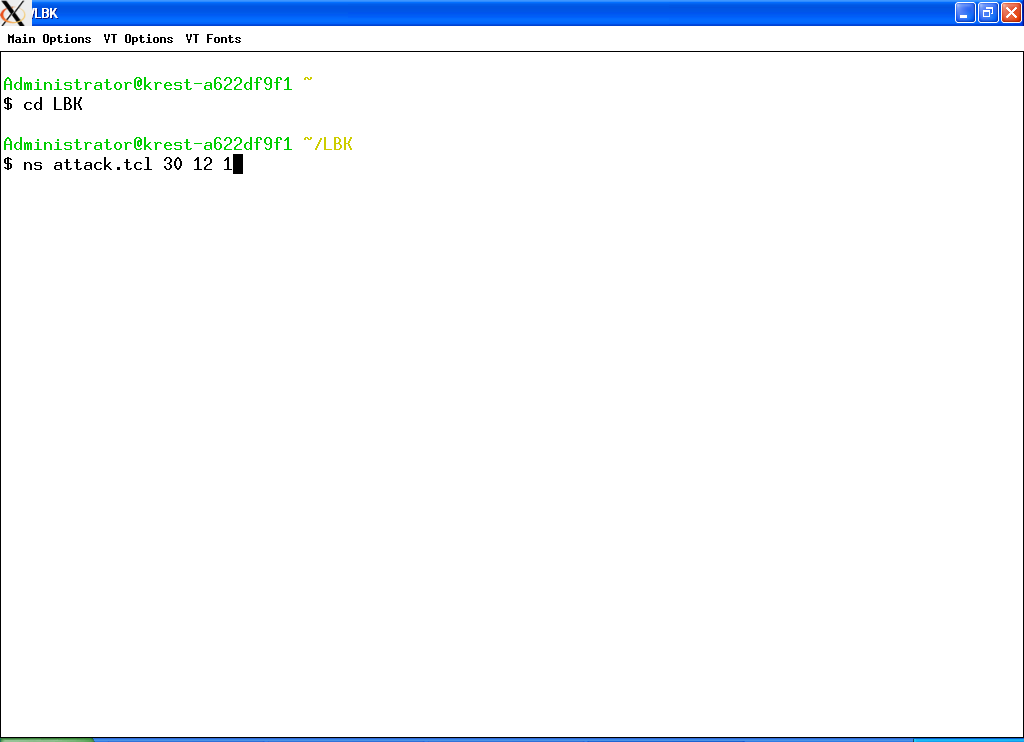 /LBK
Main Options VT Options VT Fonts
Administrator@krest-a622df9f1 ~
$ cd LBK
Administrator@krest-a622df9f1 ~/LBK
$ ns attack.tcl 30 12 1